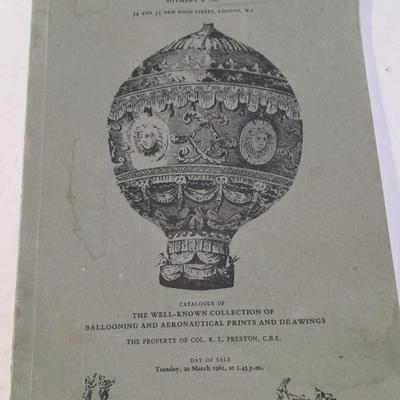 SOTHEBY &
34 AND 35 NEW BOND STREET, LONDON, W.1
CATALOGUE OF
THE WELL-KNOWN COLLECTION OF
BALLOONING AND AERONAUTICAL PRINTS AND DRAWINGS
THE PROPERTY OF COL. R. L. PRESTON, C.B.E.
DAY OF SALE
Tuesday, 20 March 1962, at 2.45 p.m.